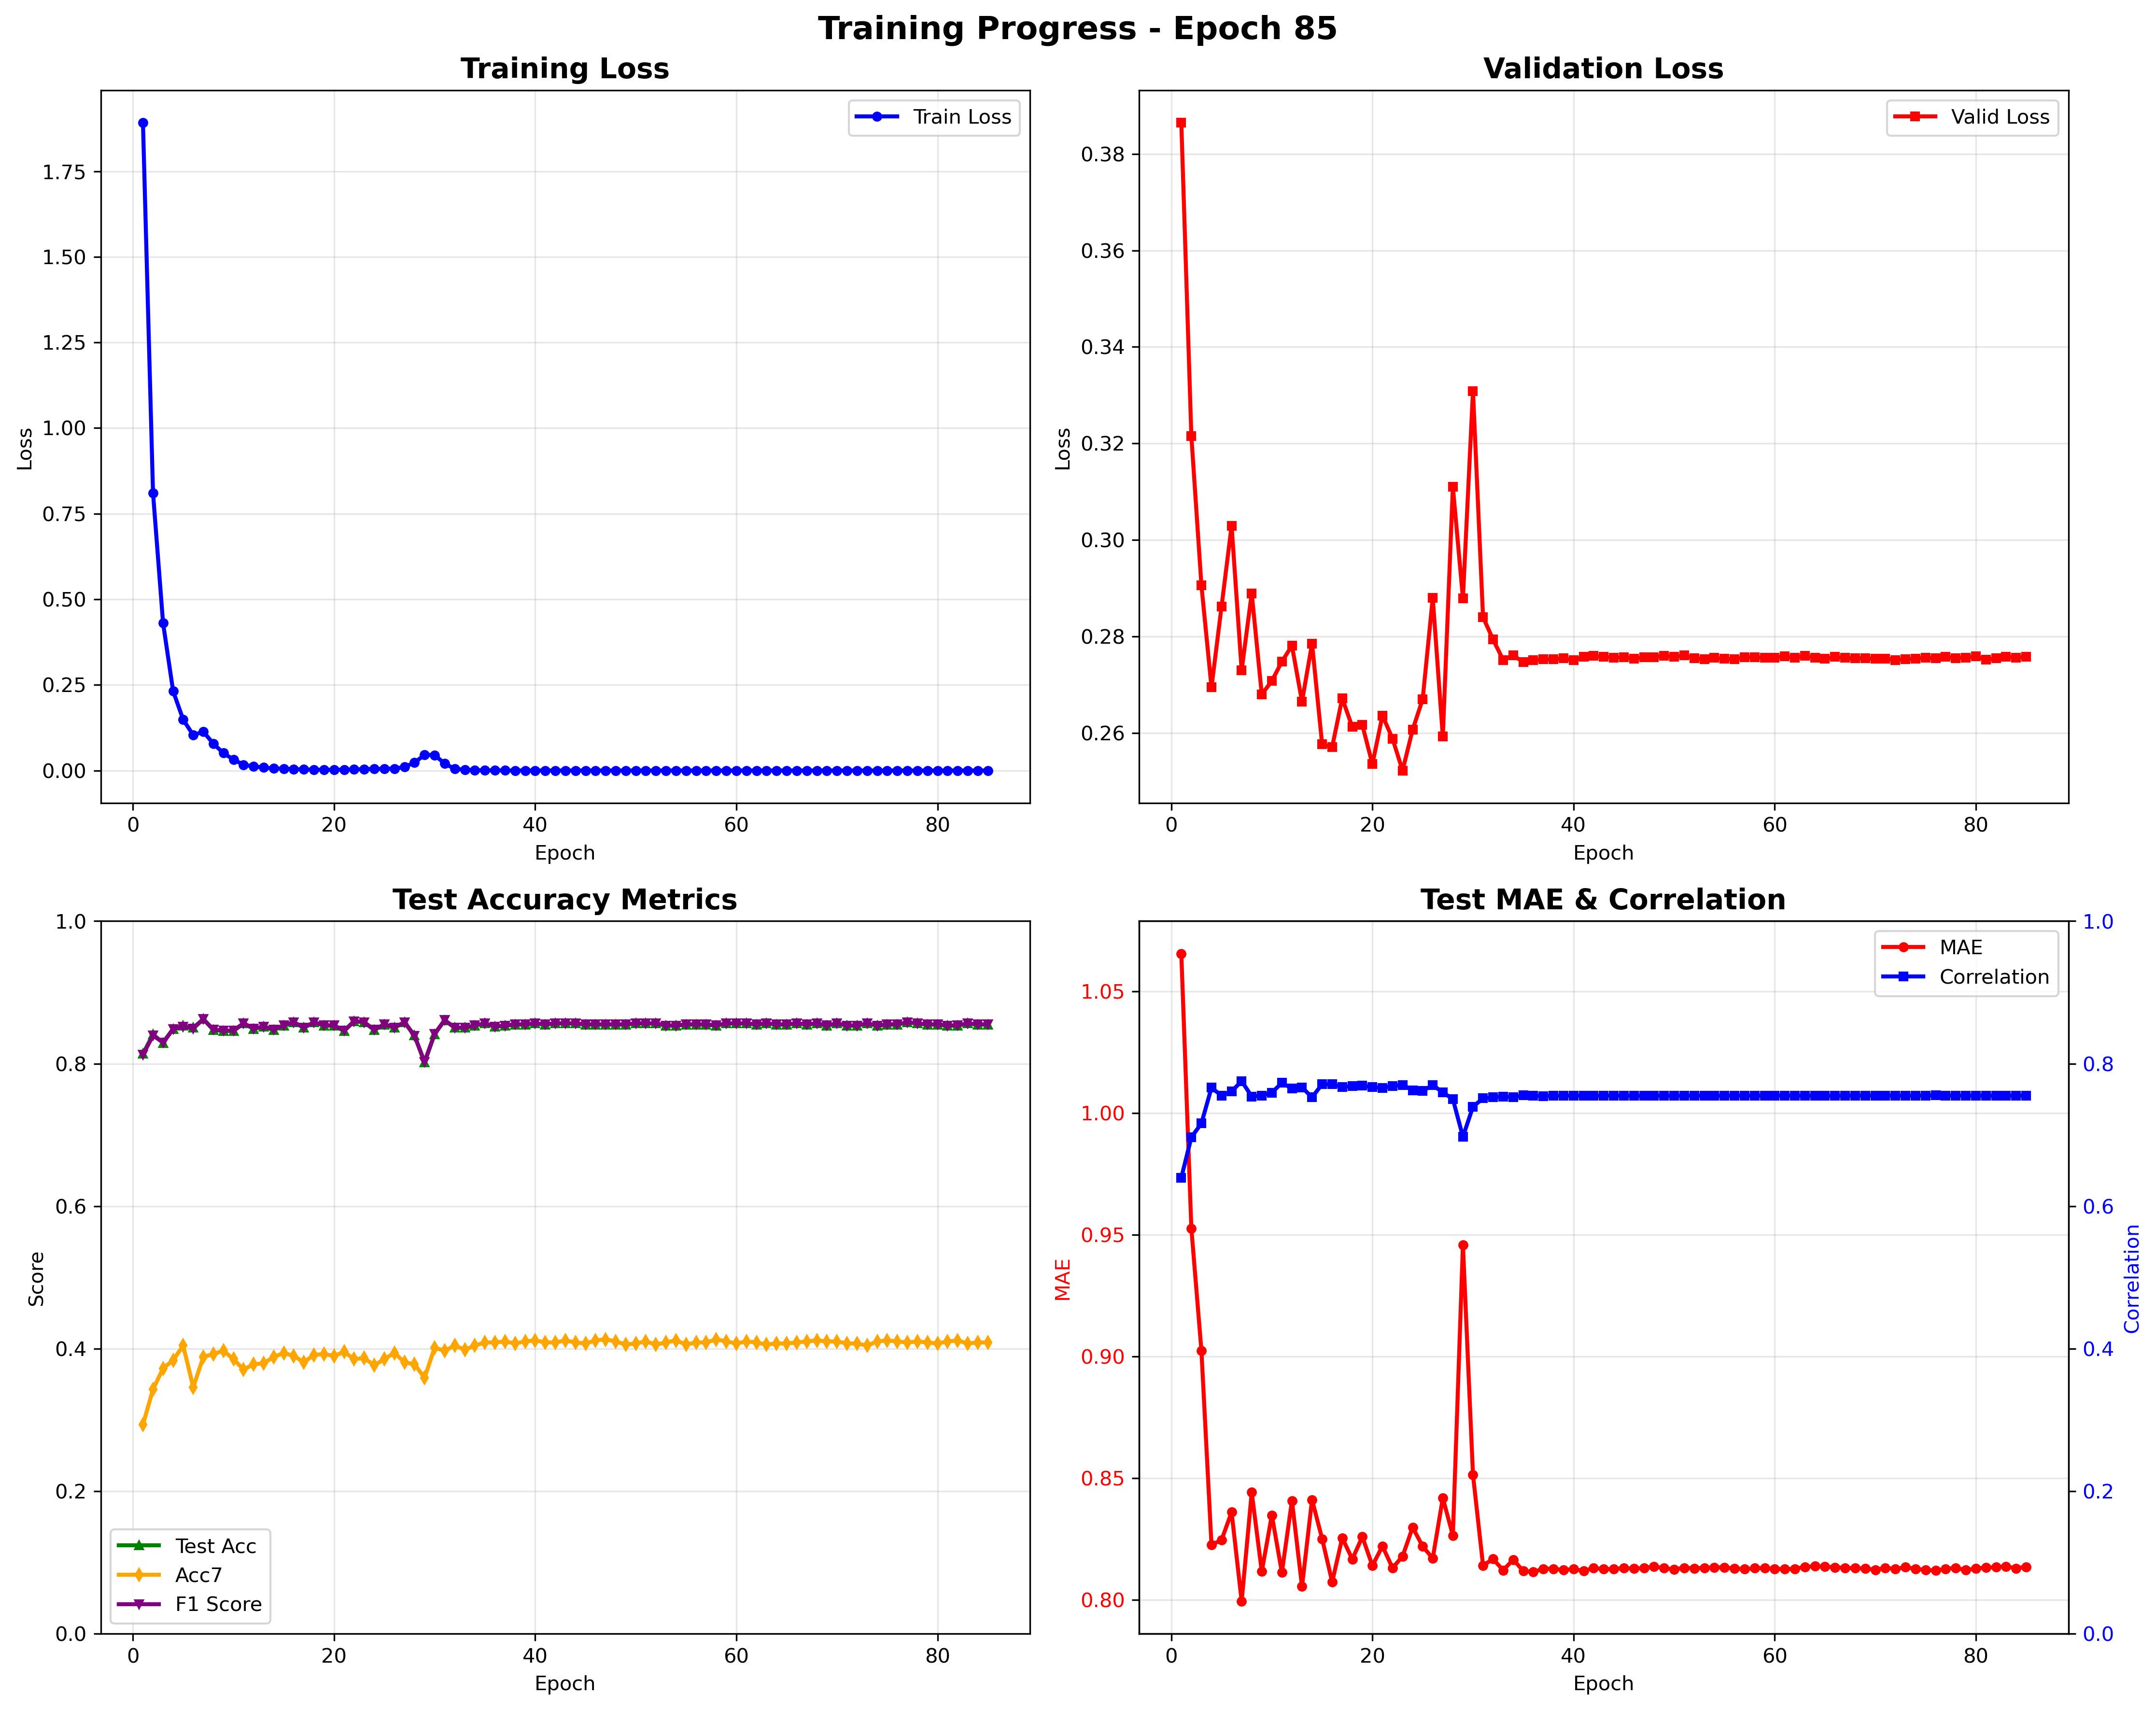 Training Progress - Epoch 85
Training Loss
Train Loss
1.75
1.50
1.25
1.00
0.75
0.50
0.25
0.00
Loss
0 20 40 60 80
Epoch
Validation Loss
Valid Loss
0.38
0.36
0.34
0.32
0.30
0.28
0.26
Loss
0 20 40 60 80
Epoch
Test Accuracy Metrics
1.0
0.8
0.6
0.4
0.2
0.0
Score
Test Acc
Acc7
F1 Score
0 20 40 60 80
Epoch
Test MAE & Correlation
MAE
Correlation
1.05
1.00
0.95
0.90
0.85
0.80
MAE
1.0
0.8
0.6
0.4
0.2
0.0
Correlation
0 20 40 60 80
Epoch